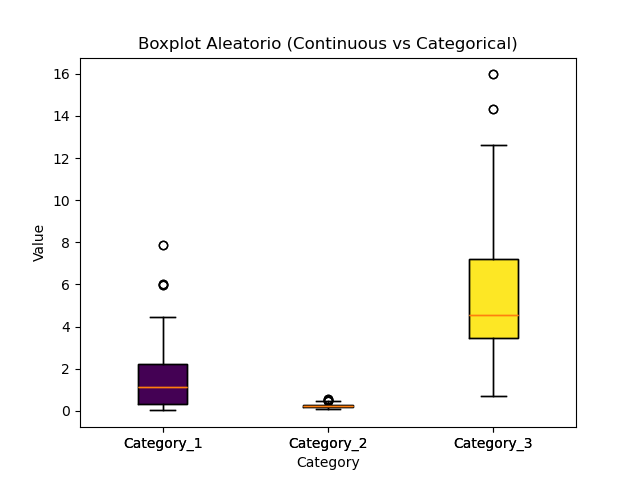 Boxplot Aleatorio (Continuous vs Categorical)
16
14
12
10
8
6
4
2
0
Value
Category_1 Category_2 Category_3
Category